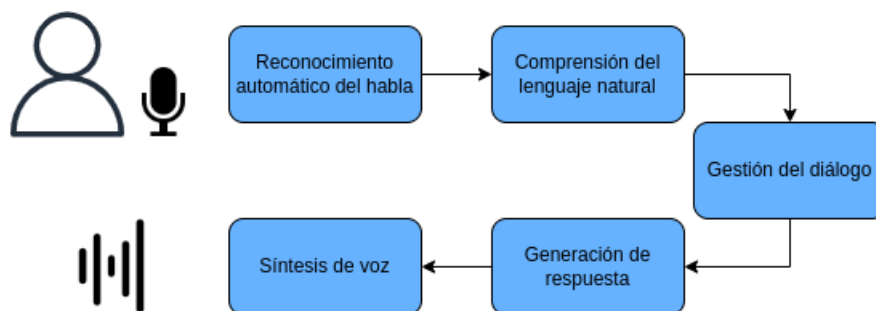 Reconocimiento
automático del habla
Comprensión del
lenguaje natural
Gestión del diálogo
Generación de
respuesta
Síntesis de voz